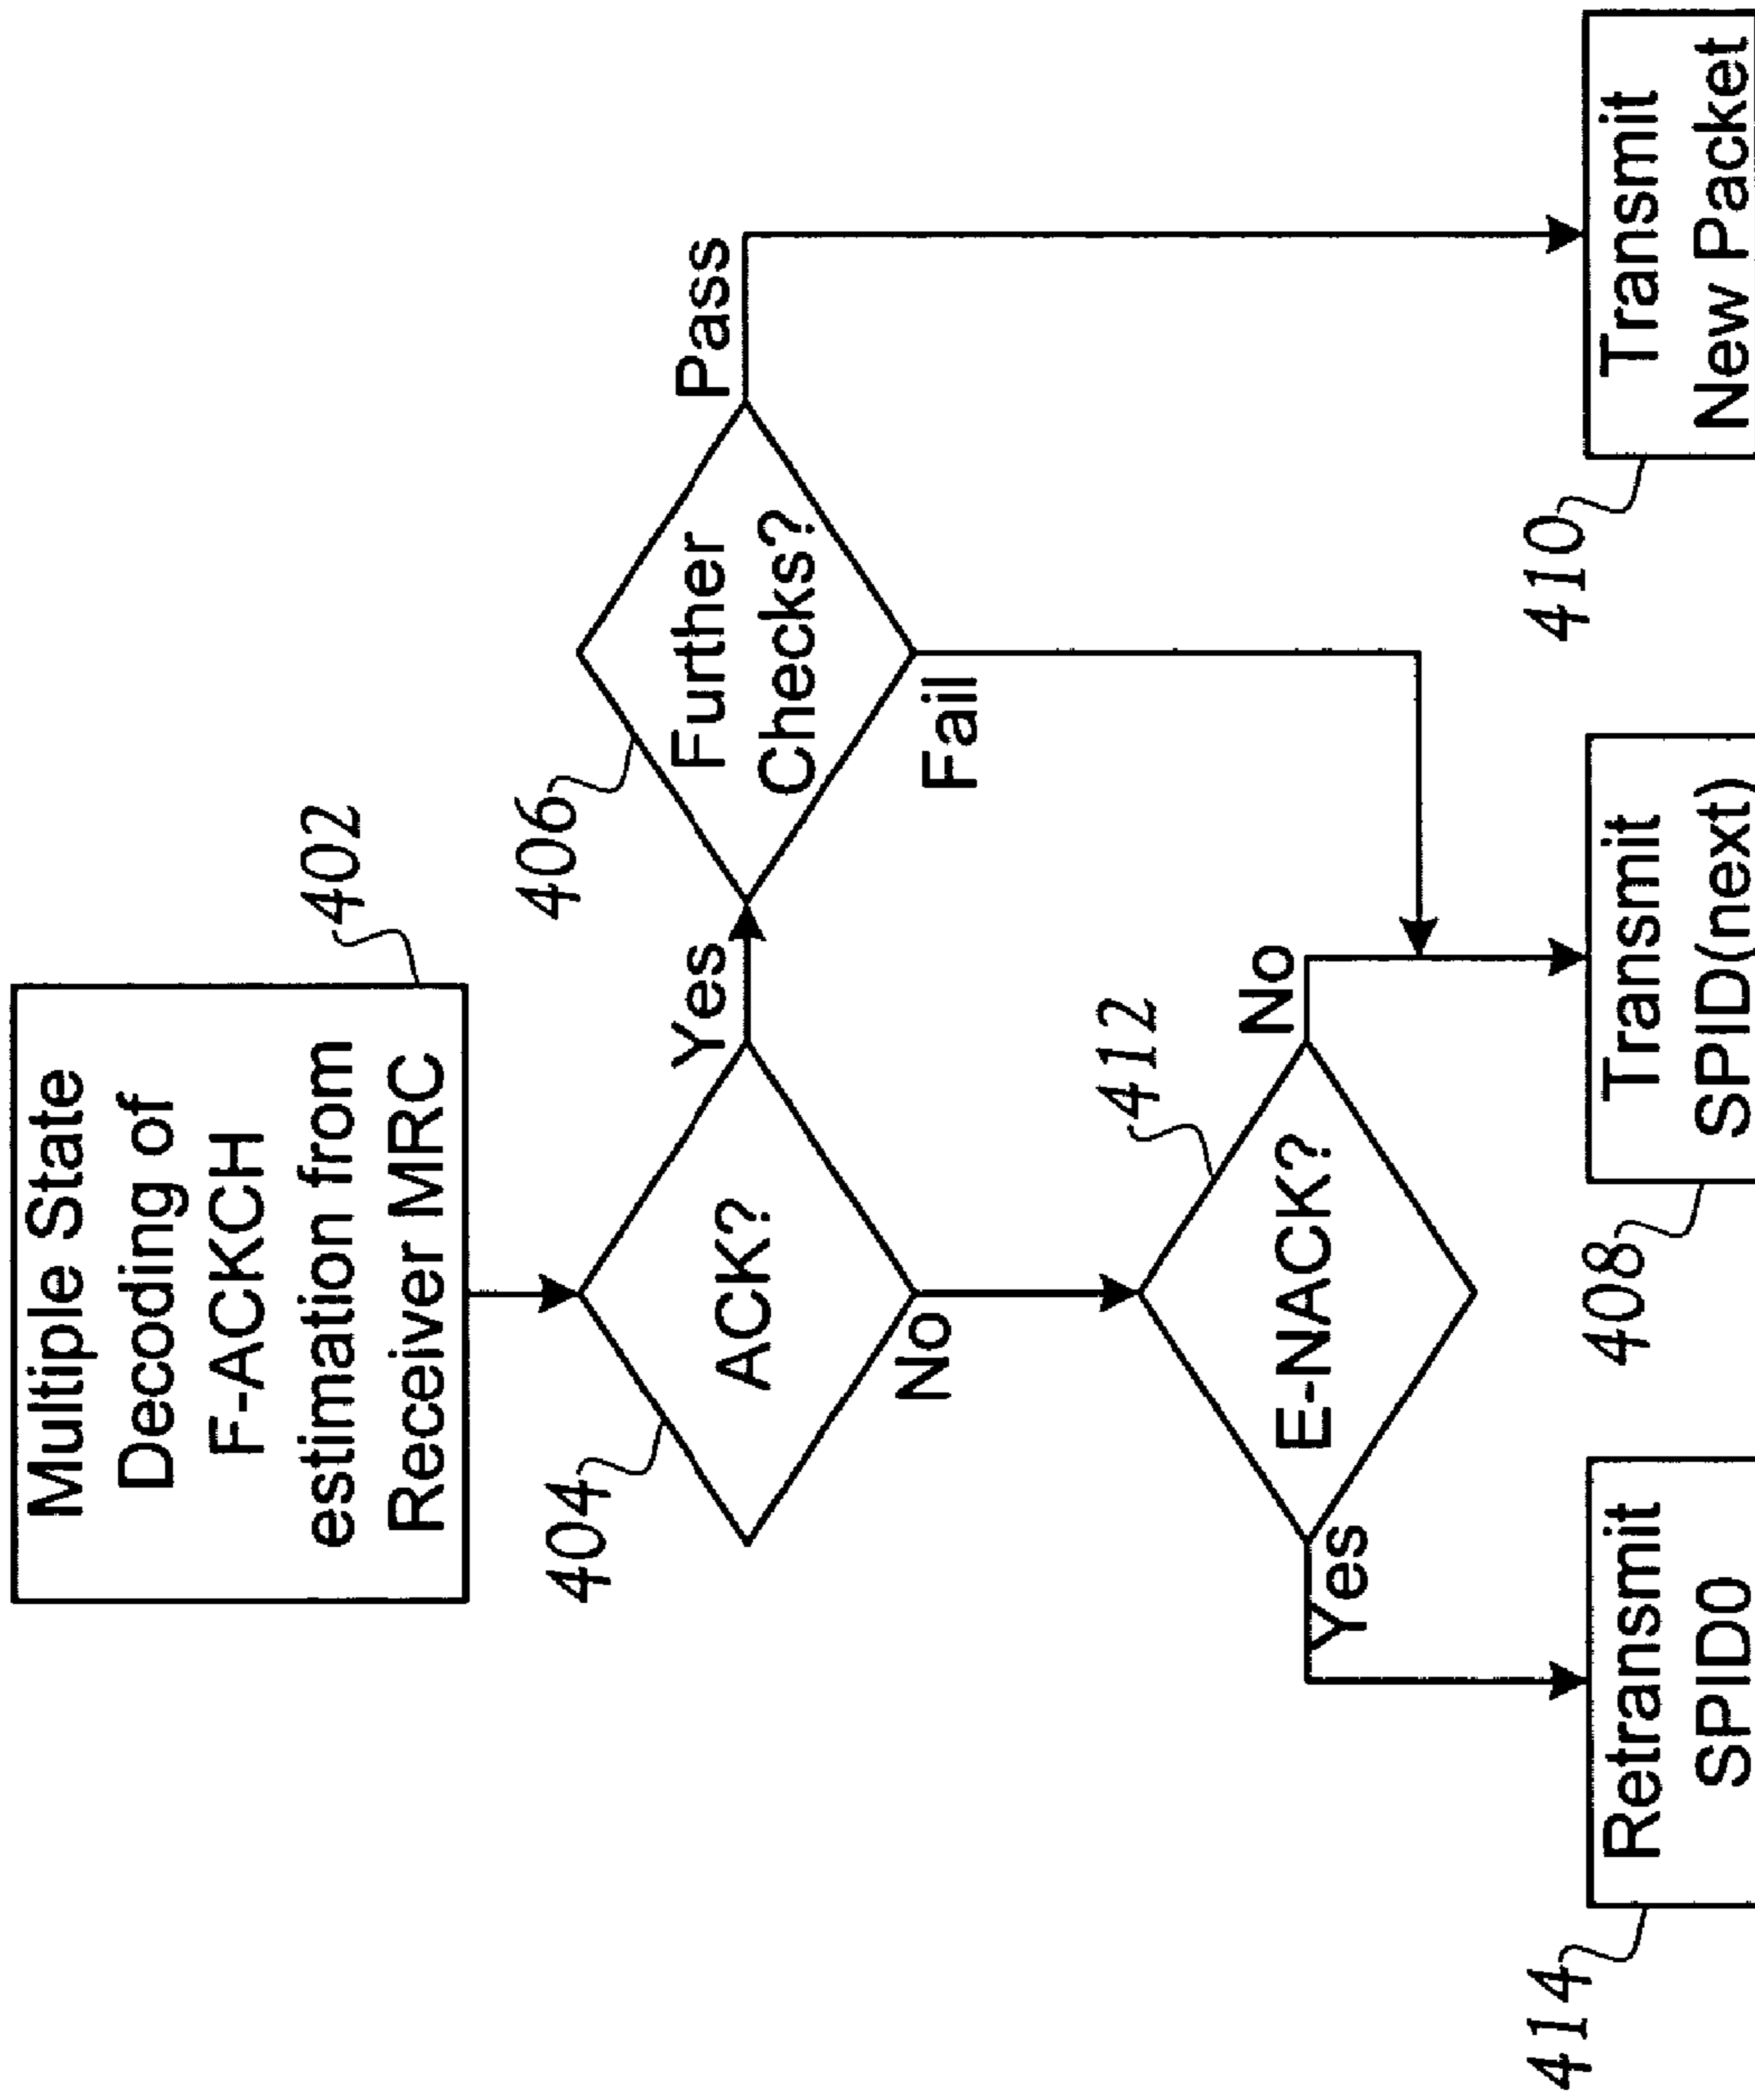 Multiple State
Decoding of
F-ACKCH
estimation from
Receiver MRC
402
404
ACK?
Yes
No
406
Further
Checks?
Pass
Fail
412
E-NACK?
Yes
No
414
Retransmit
SPID0
408
Transmit
SPID(next)
410
Transmit
New Packet